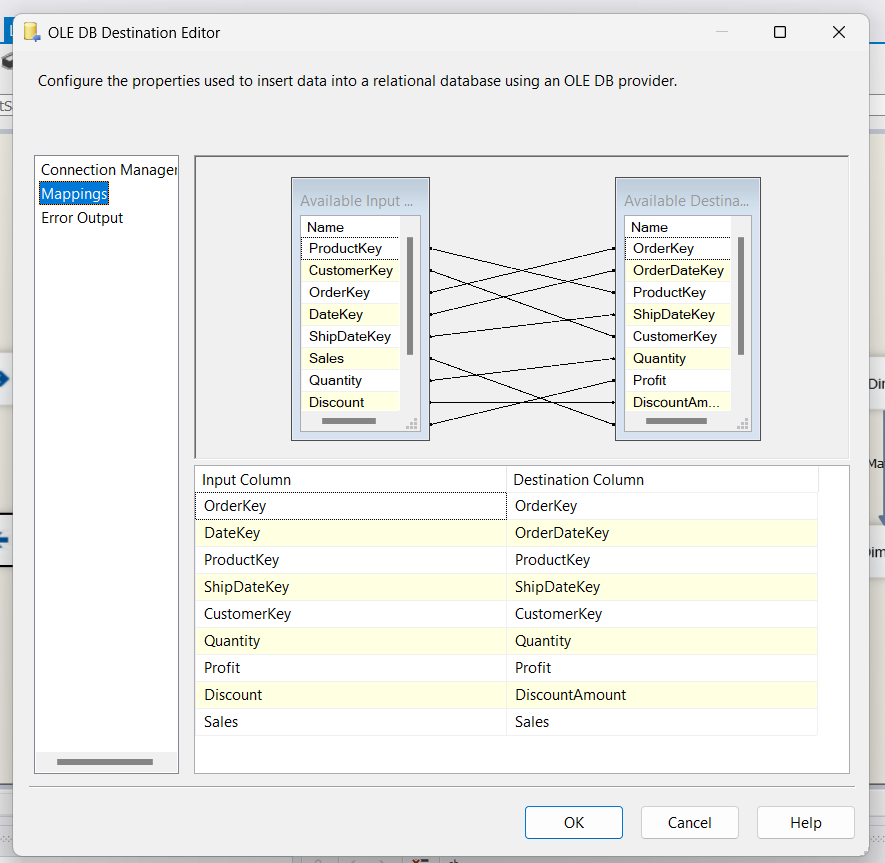 OLE DB Destination Editor
Configure the properties used to insert data into a relational database using an OLE DB provider.
Connection Manager
Mappings
Error Output
Available Input ...
Name
ProductKey
CustomerKey
OrderKey
DateKey
ShipDateKey
Sales
Quantity
Discount
Available Destina...
Name
OrderKey
OrderDateKey
ProductKey
ShipDateKey
CustomerKey
Quantity
Profit
DiscountAm...
Input Column Destination Column
OrderKey OrderKey
DateKey OrderDateKey
ProductKey ProductKey
ShipDateKey ShipDateKey
CustomerKey CustomerKey
Quantity Quantity
Profit Profit
Discount DiscountAmount
Sales Sales
OK Cancel Help